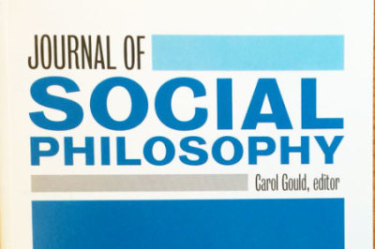 JOURNAL OF
SOCIAL
PHILOSOPHY
Carol Gould, editor